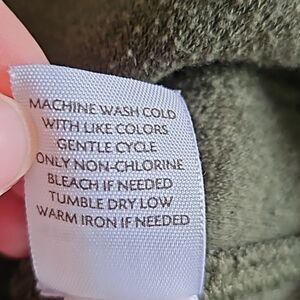 MACHINE WASH COLD
WITH LIKE COLORS
GENTLE CYCLE
ONLY NON-CHLORINE
BLEACH IF NEEDED
TUMBLE DRY LOW
WARM IRON IF NEEDED